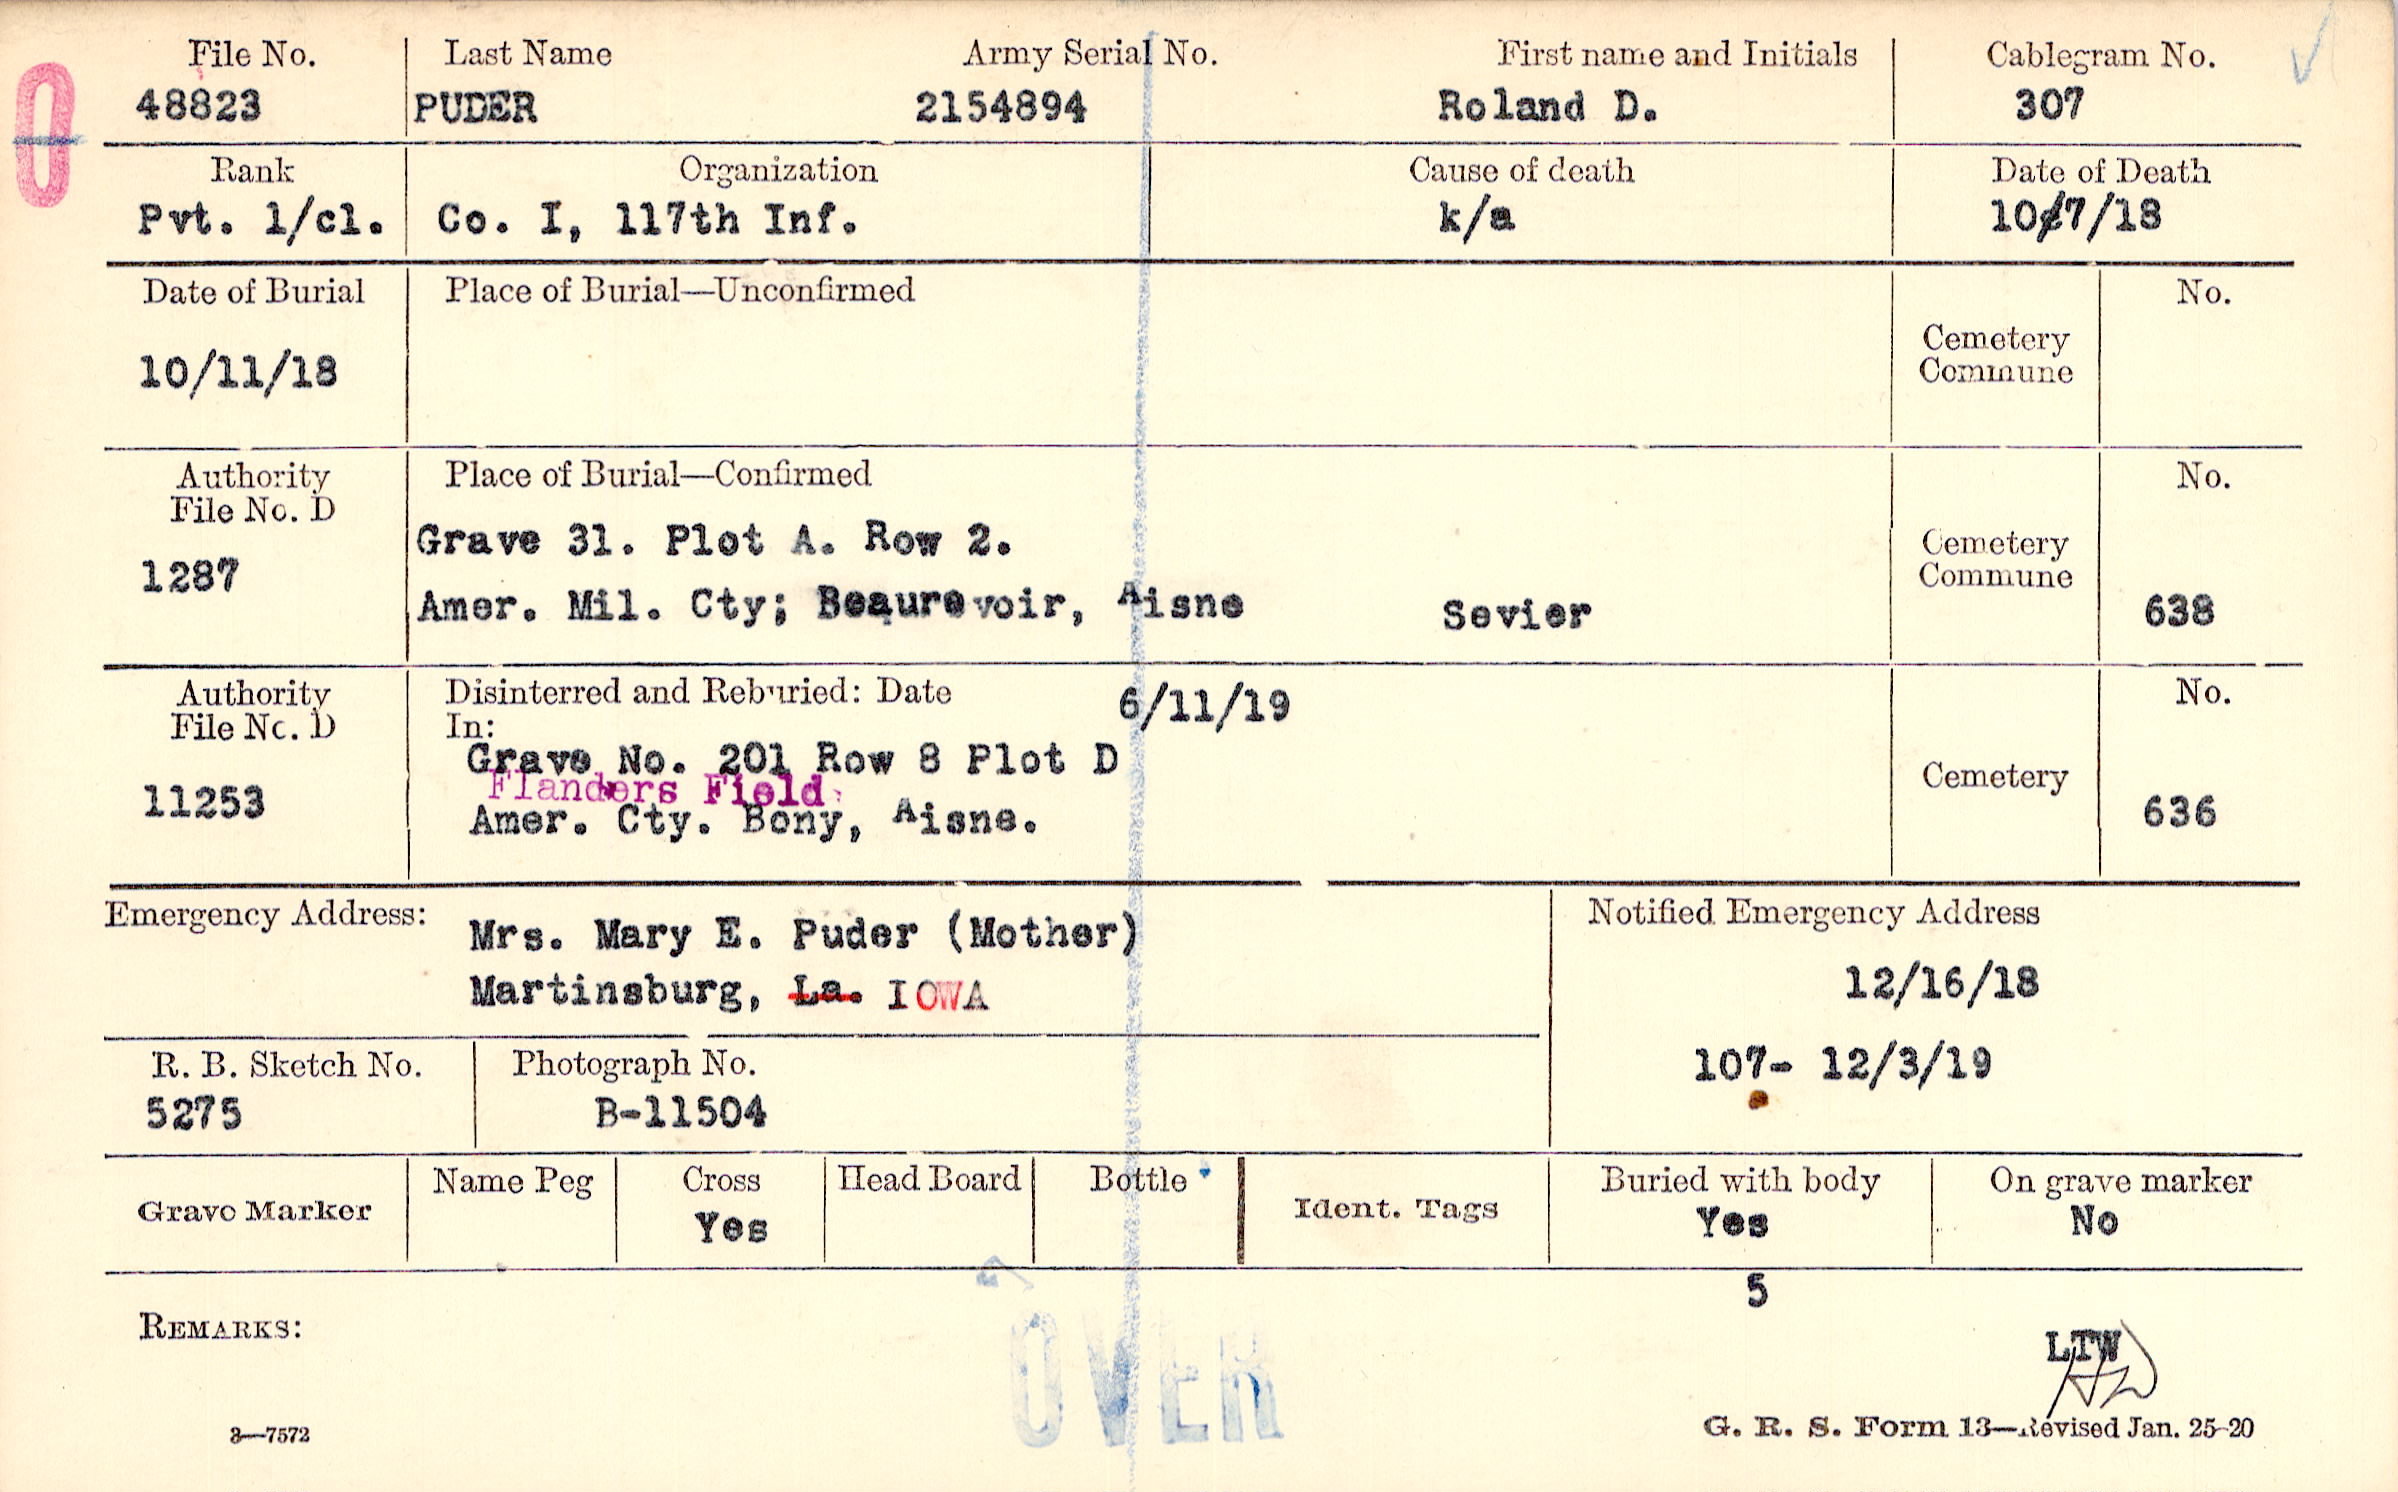 File No. Last Name Army Serial No. First name and Initials Cablegram No.
48823 PUDER 2154894 Roland D. 307
Rank Organization Cause of death Date of Death
Pvt. 1/cl. Co. I, 117th Inf. k/a 10/7/18
Date of Burial Place of Burial—Unconfirmed No.
10/11/18 Cemetery
Commune
Authority Place of Burial—Confirmed No.
File No. D
1287 Grave 31. Plot A. Row 2. Cemetery
Commune
Amer. Mil. Cty; Beaurevoir, Aisne Sevier 638
Authority Disinterred and Reburied: Date 6/11/19 No.
File No. D In:
Grave No. 201 Row 8 Plot D
Flanders Field Cemetery
11253 Amer. Cty. Bony, Aisne. 636
Emergency Address: Mrs. Mary E. Puder (Mother) Notified Emergency Address
Martinsburg, La. IOWA 12/16/18
107- 12/3/19
R. B. Sketch No. Photograph No.
5275 B-11504
Grave Marker Name Peg Cross Head Board Bottle Ident. Tags Buried with body On grave marker
Yes Yes No
5
REMARKS:
LTW
OVER
3—7572 G. R. S. Form 13—Revised Jan. 25-20